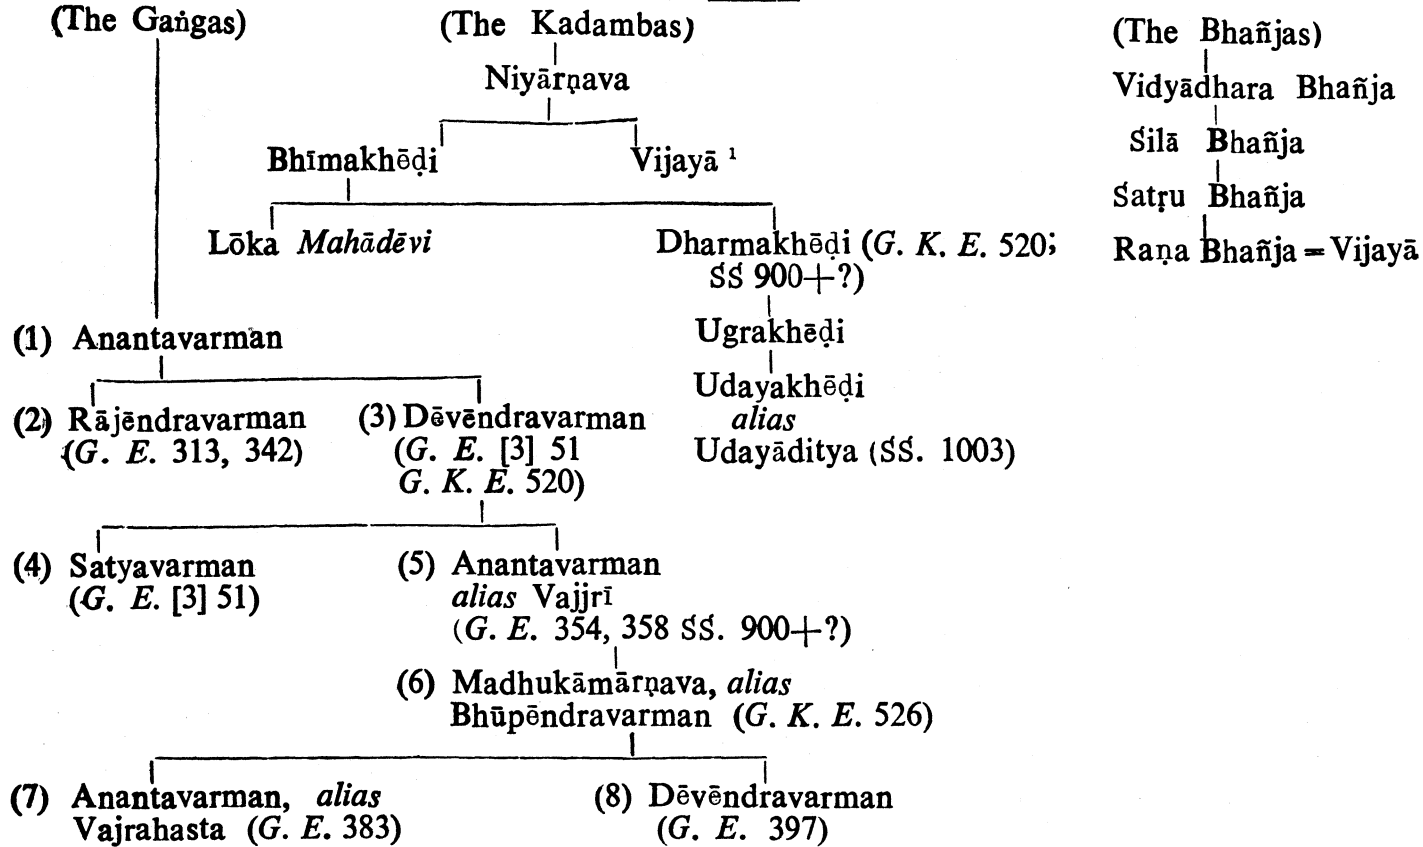 (The Gaṅgas)
(The Kadambas)
(The Bhañjas)
Niyārṇava
Vidyādhara Bhañja
Bhīmakhēḍi
Vijayā ¹
Śilā Bhañja
Śatṛu Bhañja
Lōka Mahādēvi
Dharmakhēḍi (G. K. E. 520;
ŚŚ 900+?)
Raṇa Bhañja = Vijayā
Ugrakhēḍi
(1) Anantavarman
Udayakhēḍi
alias
Udayāditya (ŚŚ. 1003)
(2) Rājēndravarman
(G. E. 313, 342)
(3) Dēvēndravarman
(G. E. [3] 51
G. K. E. 520)
(4) Satyavarman
(G. E. [3] 51)
(5) Anantavarman
alias Vajjrī
(G. E. 354, 358 ŚŚ. 900+?)
(6) Madhukāmārṇava, alias
Bhūpēndravarman (G. K. E. 526)
(7) Anantavarman, alias
Vajrahasta (G. E. 383)
(8) Dēvēndravarman
(G. E. 397)